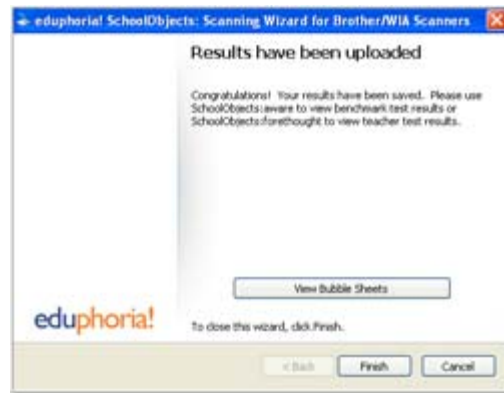 eduphoria! SchoolObjects: Scanning Wizard for Brother/WIA Scanners
Results have been uploaded
Congratulations! Your results have been saved. Please use
SchoolObjects:aware to view benchmark test results or
SchoolObjects:forethought to view teacher test results.
View Bubble Sheets
eduphoria!
To close this wizard, click Finish.
< Back Finish Cancel